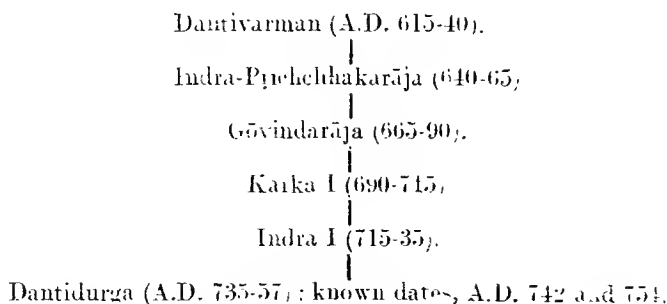 Dantivarman (A.D. 615-40).
Indra-Prichchhakarāja (640-65)
Gōvindarāja (665-90).
Karka I (690-715)
Indra I (715-35).
Dantidurga (A.D. 735-57) : known dates, A.D. 742 and 754.